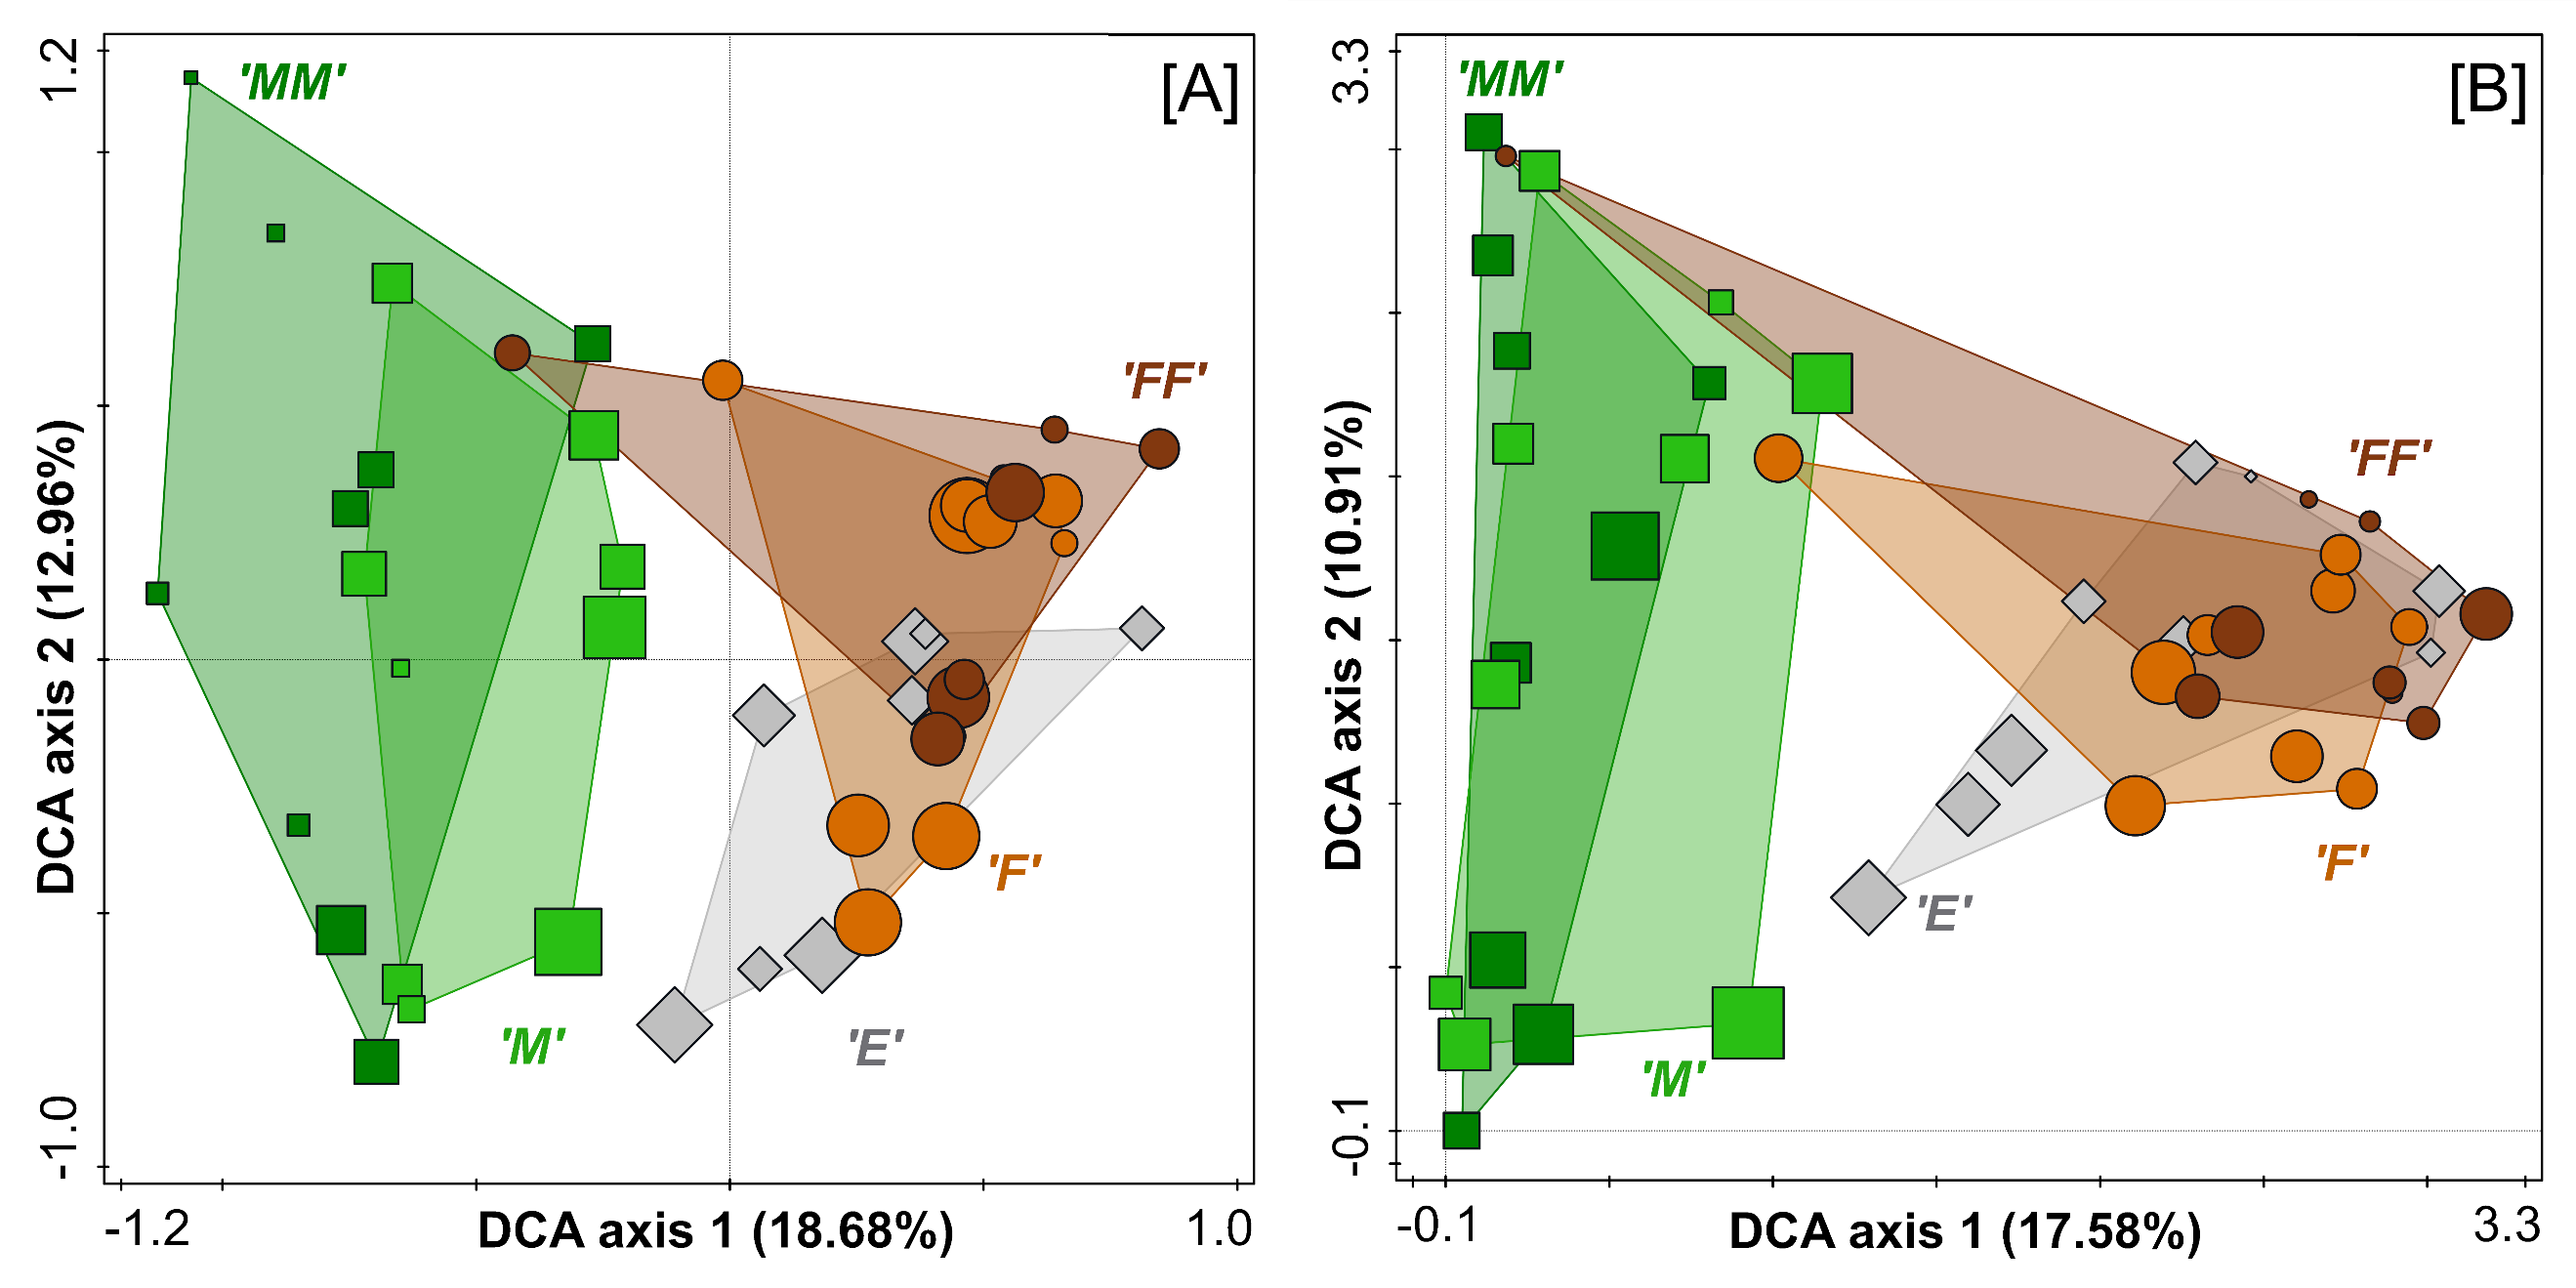 [A]
1.2
'MM'
'FF'
'F'
'M'
'E'
DCA axis 2 (12.96%)
-1.0
-1.2
DCA axis 1 (18.68%)
1.0
[B]
3.3
'MM'
'FF'
'F'
'E'
'M'
DCA axis 2 (10.91%)
-0.1
-0.1
DCA axis 1 (17.58%)
3.3